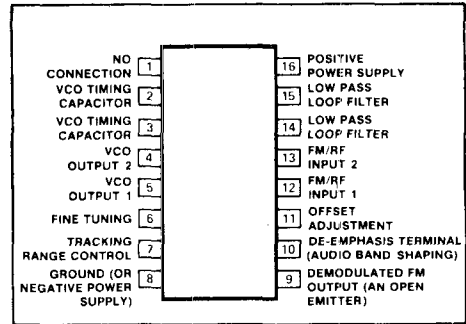 NO
CONNECTION 1
VCO TIMING
CAPACITOR 2
VCO TIMING
CAPACITOR 3
VCO
OUTPUT 2 4
VCO
OUTPUT 1 5
FINE TUNING 6
TRACKING
RANGE CONTROL 7
GROUND (OR
NEGATIVE POWER
SUPPLY) 8
16 POSITIVE
POWER SUPPLY
15 LOW PASS
LOOP FILTER
14 LOW PASS
LOOP FILTER
13 FM/RF
INPUT 2
12 FM/RF
INPUT 1
11 OFFSET
ADJUSTMENT
10 DE-EMPHASIS TERMINAL
(AUDIO BAND SHAPING)
9 DEMODULATED FM
OUTPUT (AN OPEN
EMITTER)